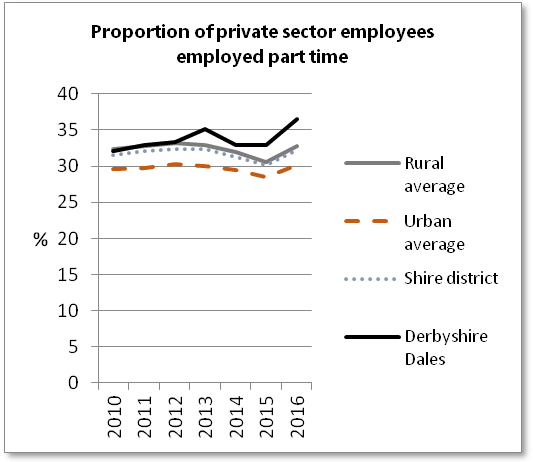 Proportion of private sector employees
employed part time
40
35
30
25
20
15
10
5
0
%
2010
2011
2012
2013
2014
2015
2016
Rural
average
Urban
average
Shire district
Derbyshire
Dales